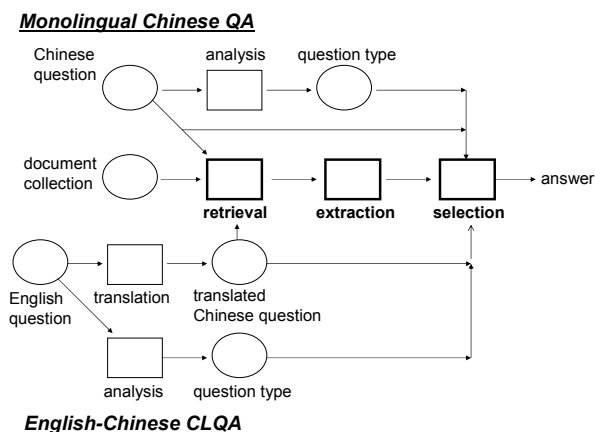 Monolingual Chinese QA
Chinese
question
analysis
question type
document
collection
retrieval
extraction
selection
answer
English
question
translation
translated
Chinese question
analysis
question type
English-Chinese CLQA